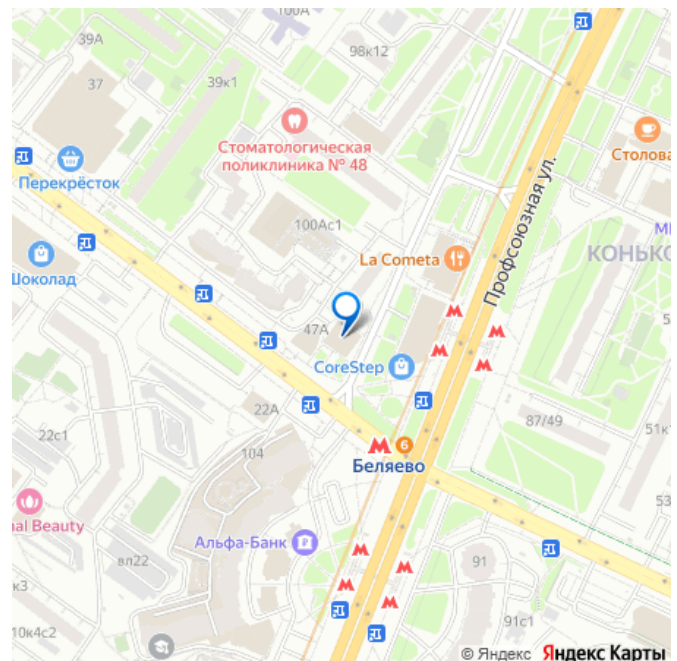 100А
39А
98к12
39к1
37
Стоматологическая
поликлиника № 48
Столова
Перекрёсток
Профсоюзная ул.
100Ас1
КОНЬКО
La Cometa
Шоколад
47А
CoreStep
22А
87/49
51к
22с1
104
6
Беляево
53
nal Beauty
Альфа-Банк
вл22
91
к3
91с1
10к4с2
© Яндекс Яндекс Карты